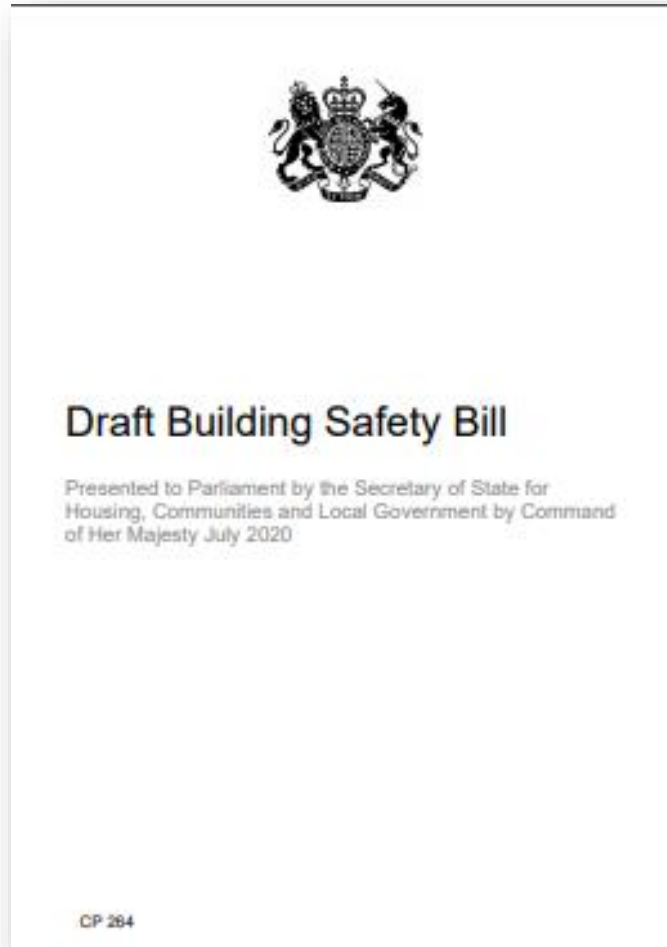 Draft Building Safety Bill
Presented to Parliament by the Secretary of State for
Housing, Communities and Local Government by Command
of Her Majesty July 2020
CP 264